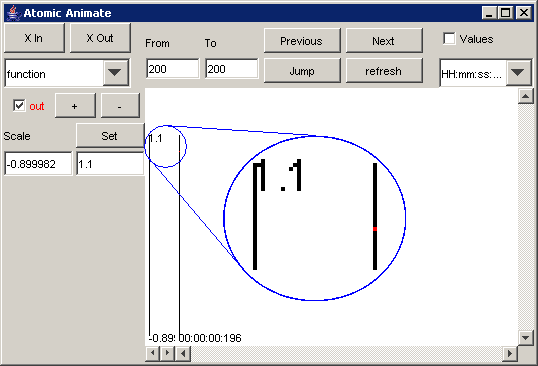 Atomic Animate
X In
X Out
From
To
Previous
Next
Values
function
200
200
Jump
refresh
HH:mm:ss:...
out
+
-
Scale
Set
-0.899982
1.1
1.1
1.1
-0.89: 00:00:00:196